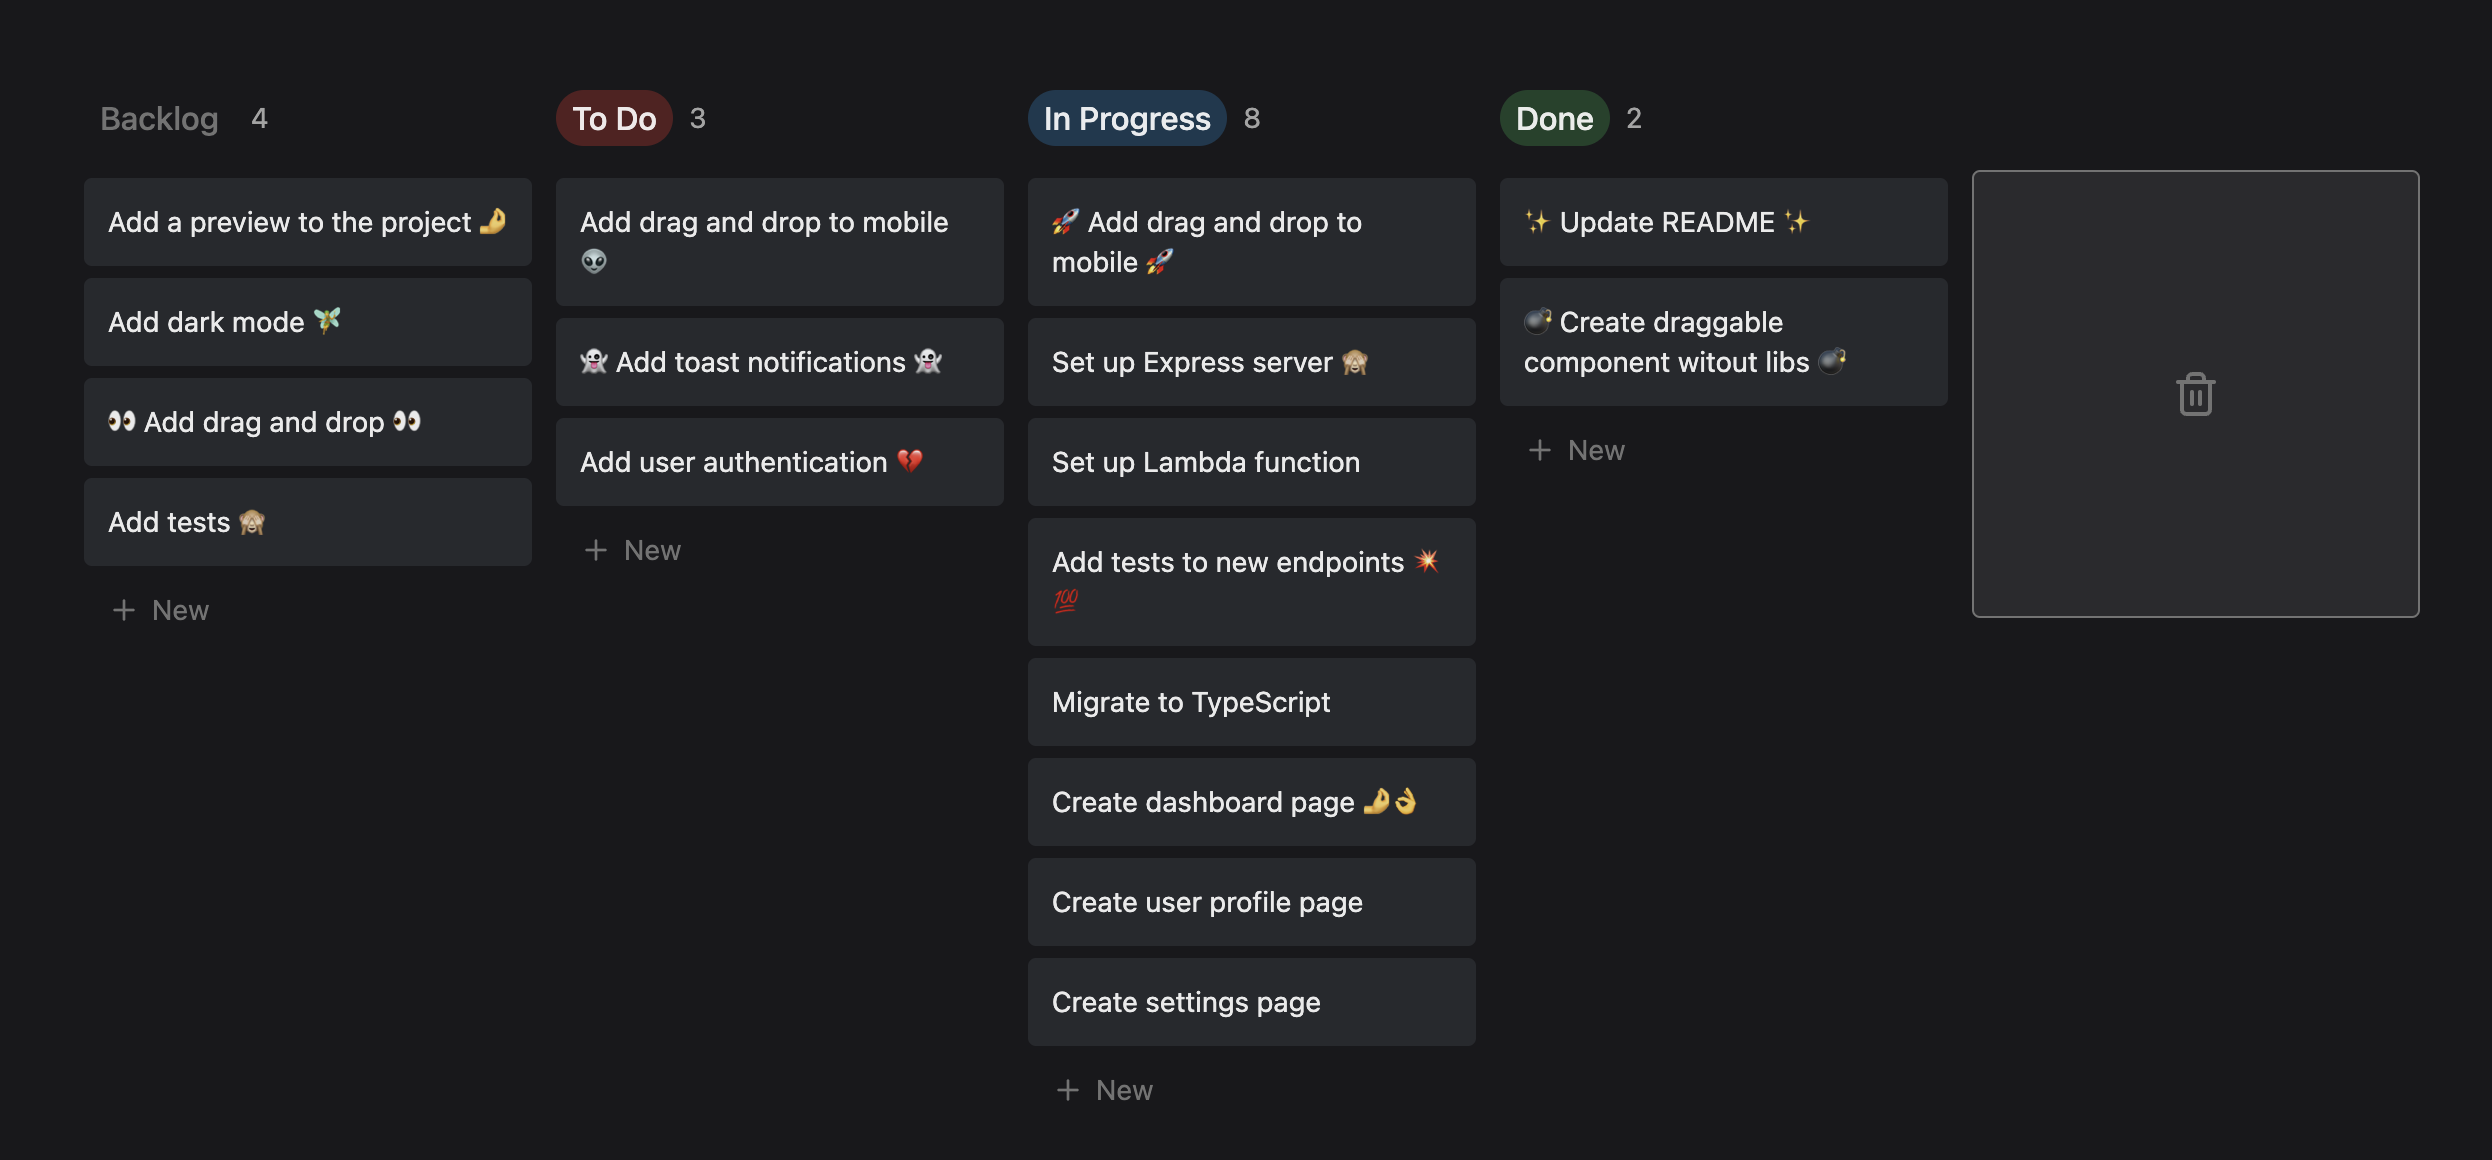 Backlog 4
Add a preview to the project 🤌
Add dark mode 🧚
👀 Add drag and drop 👀
Add tests 🙈
+ New
To Do 3
Add drag and drop to mobile
👽
👻 Add toast notifications 👻
Add user authentication 💔
+ New
In Progress 8
🚀 Add drag and drop to
mobile 🚀
Set up Express server 🙈
Set up Lambda function
Add tests to new endpoints 💥
💯
Migrate to TypeScript
Create dashboard page 🤌👌
Create user profile page
Create settings page
+ New
Done 2
✨ Update README ✨
💣 Create draggable
component witout libs 💣
+ New